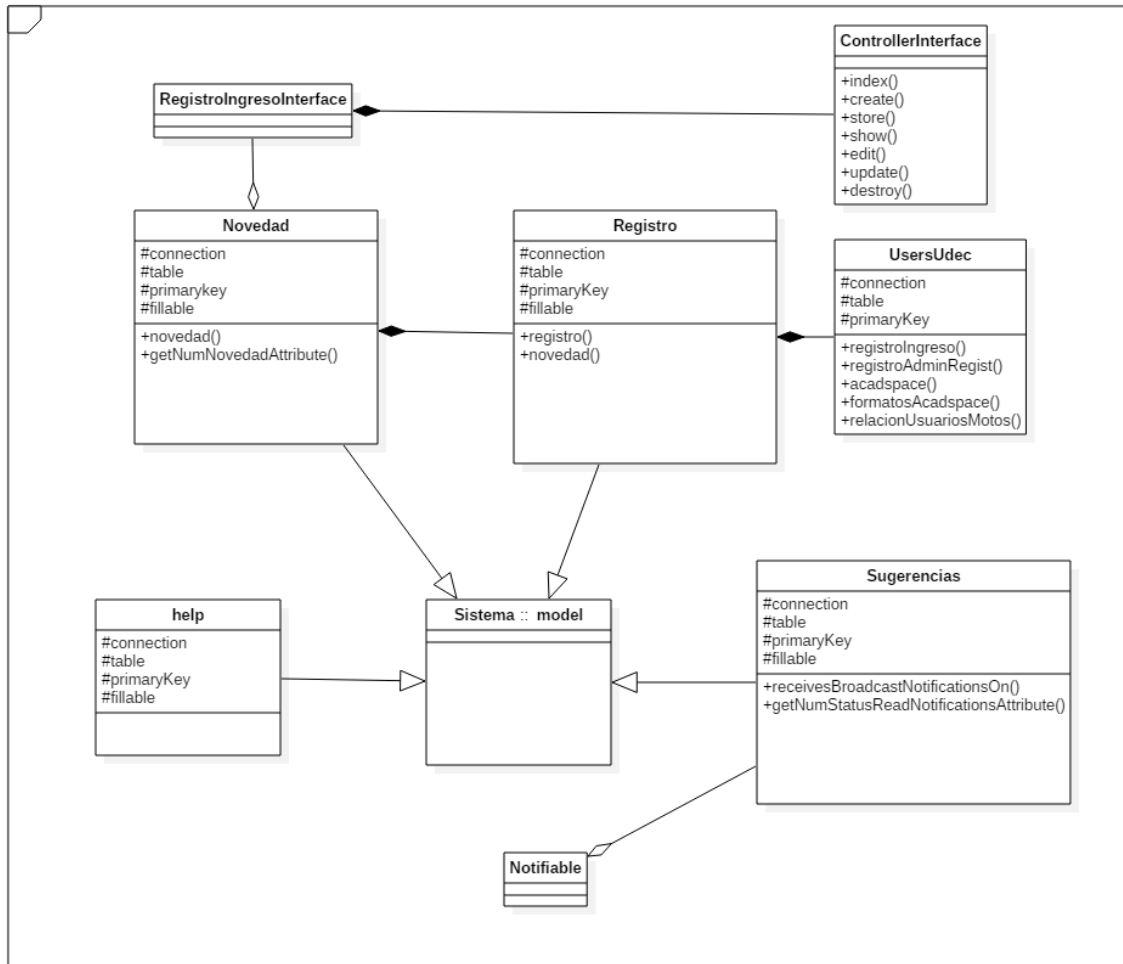 ControllerInterface
+index()
+create()
+store()
+show()
+edit()
+update()
+destroy()
RegistroIngresoInterface
Novedad
#connection
#table
#primarykey
#fillable
+novedad()
+getNumNovedadAttribute()
Registro
#connection
#table
#primaryKey
#fillable
+registro()
+novedad()
UsersUdec
#connection
#table
#primaryKey
+registroIngreso()
+registroAdminRegist()
+acadspace()
+formatosAcadspace()
+relacionUsuariosMotos()
help
#connection
#table
#primaryKey
#fillable
Sistema :: model
Sugerencias
#connection
#table
#primaryKey
#fillable
+receivesBroadcastNotificationsOn()
+getNumStatusReadNotificationsAttribute()
Notifiable